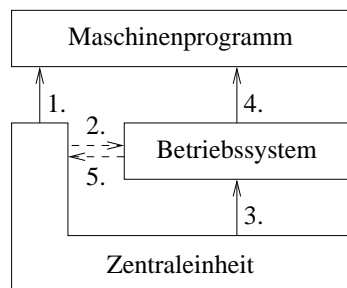 Maschinenprogramm
1.
4.
2.
Betriebssystem
5.
3.
Zentraleinheit